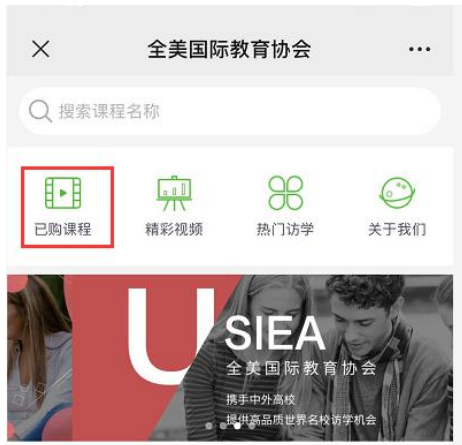 全美国际教育协会
搜索课程名称
已购课程 精彩视频 热门访学 关于我们
USIEA
全美国际教育协会
携手中外高校
提供高品质世界名校访学机会